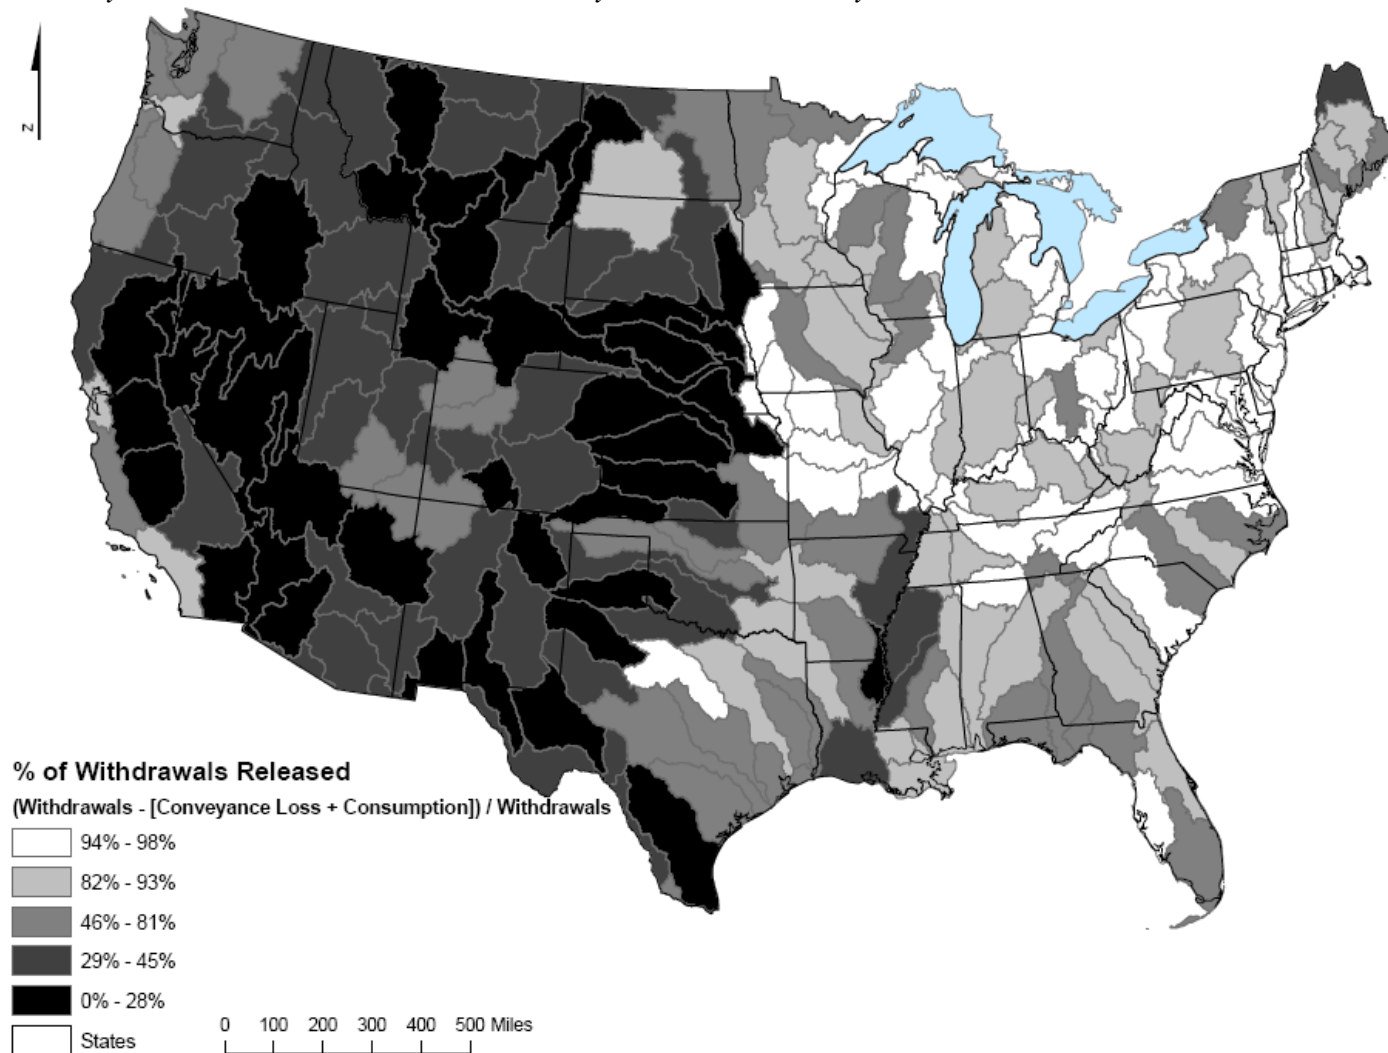 N
% of Withdrawals Released
(Withdrawals - [Conveyance Loss + Consumption]) / Withdrawals
94% - 98%
82% - 93%
46% - 81%
29% - 45%
0% - 28%
States
0 100 200 300 400 500 Miles